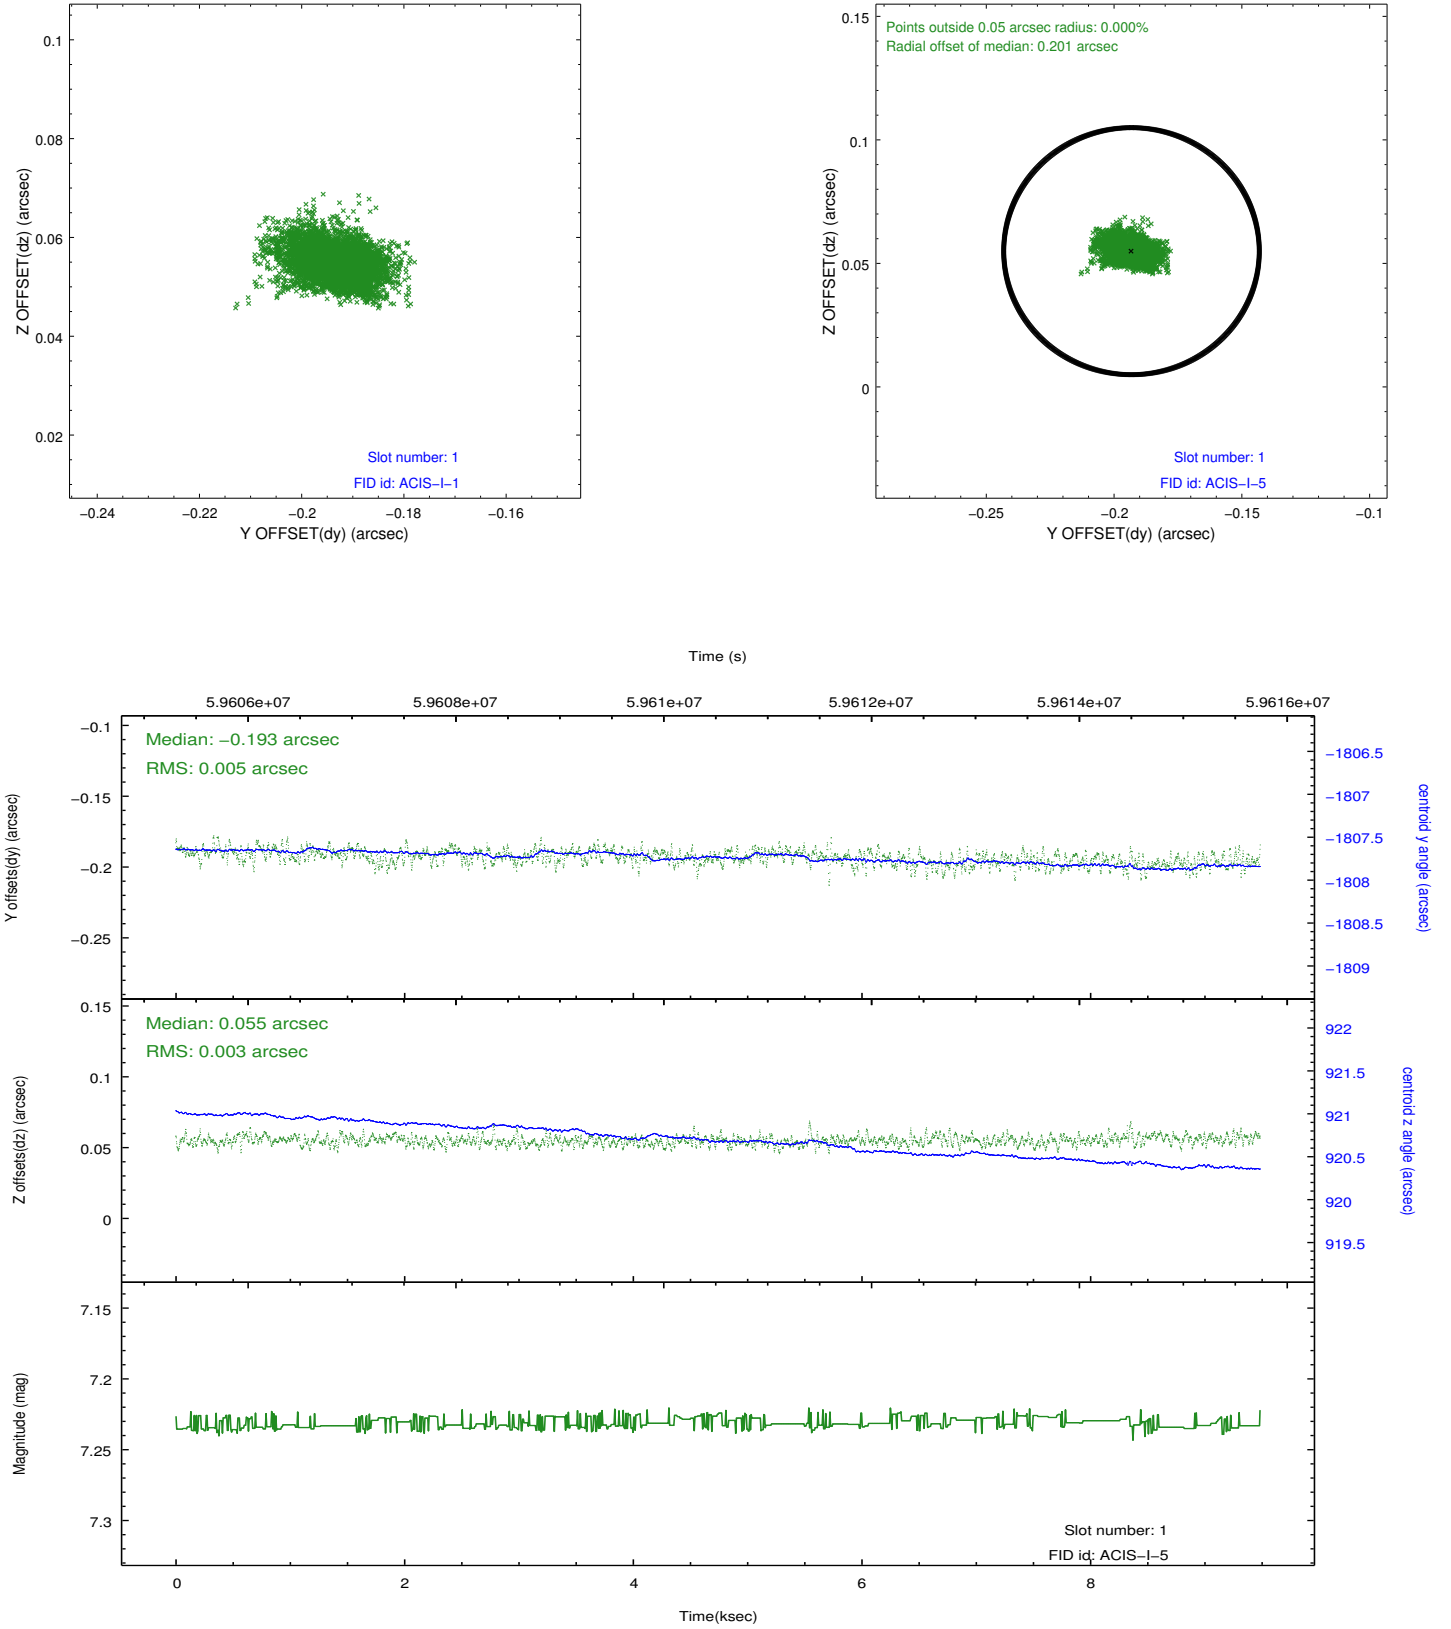 0.1
0.08
0.06
0.04
0.02
Z OFFSET(dz) (arcsec)
Slot number: 1
FID id: ACIS−I−1
−0.24
−0.22
−0.2
−0.18
−0.16
Y OFFSET(dy) (arcsec)
Points outside 0.05 arcsec radius: 0.000%
Radial offset of median: 0.201 arcsec
0.15
0.1
0.05
0
Z OFFSET(dz) (arcsec)
Slot number: 1
FID id: ACIS−I−5
−0.25
−0.2
−0.15
−0.1
Y OFFSET(dy) (arcsec)
Time (s)
5.9606e+07
5.9608e+07
5.961e+07
5.9612e+07
5.9614e+07
5.9616e+07
Median: −0.193 arcsec
RMS: 0.005 arcsec
−0.1
−0.15
−0.2
−0.25
Y offsets(dy) (arcsec)
−1806.5
−1807
−1807.5
−1808
−1808.5
−1809
centroid y angle (arcsec)
Median: 0.055 arcsec
RMS: 0.003 arcsec
0.15
0.1
0.05
0
Z offsets(dz) (arcsec)
922
921.5
921
920.5
920
919.5
centroid z angle (arcsec)
7.15
7.2
7.25
7.3
Magnitude (mag)
Slot number: 1
FID id: ACIS−I−5
0
2
4
6
8
Time(ksec)